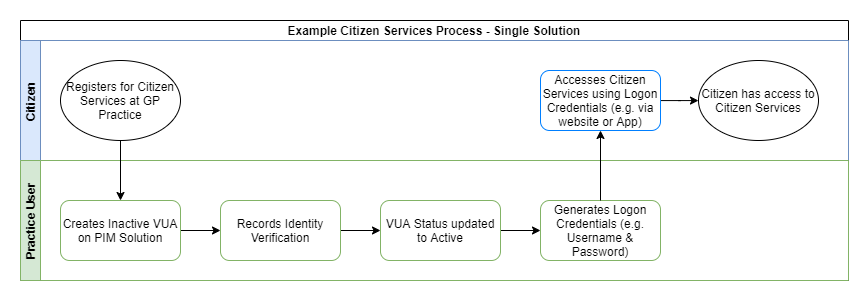 Example Citizen Services Process - Single Solution
Citizen
Registers for Citizen
Services at GP
Practice
Accesses Citizen
Services using Logon
Credentials (e.g. via
website or App)
Citizen has access to
Citizen Services
Practice User
Creates Inactive VUA
on PIM Solution
Records Identity
Verification
VUA Status updated
to Active
Generates Logon
Credentials (e.g.
Username &
Password)